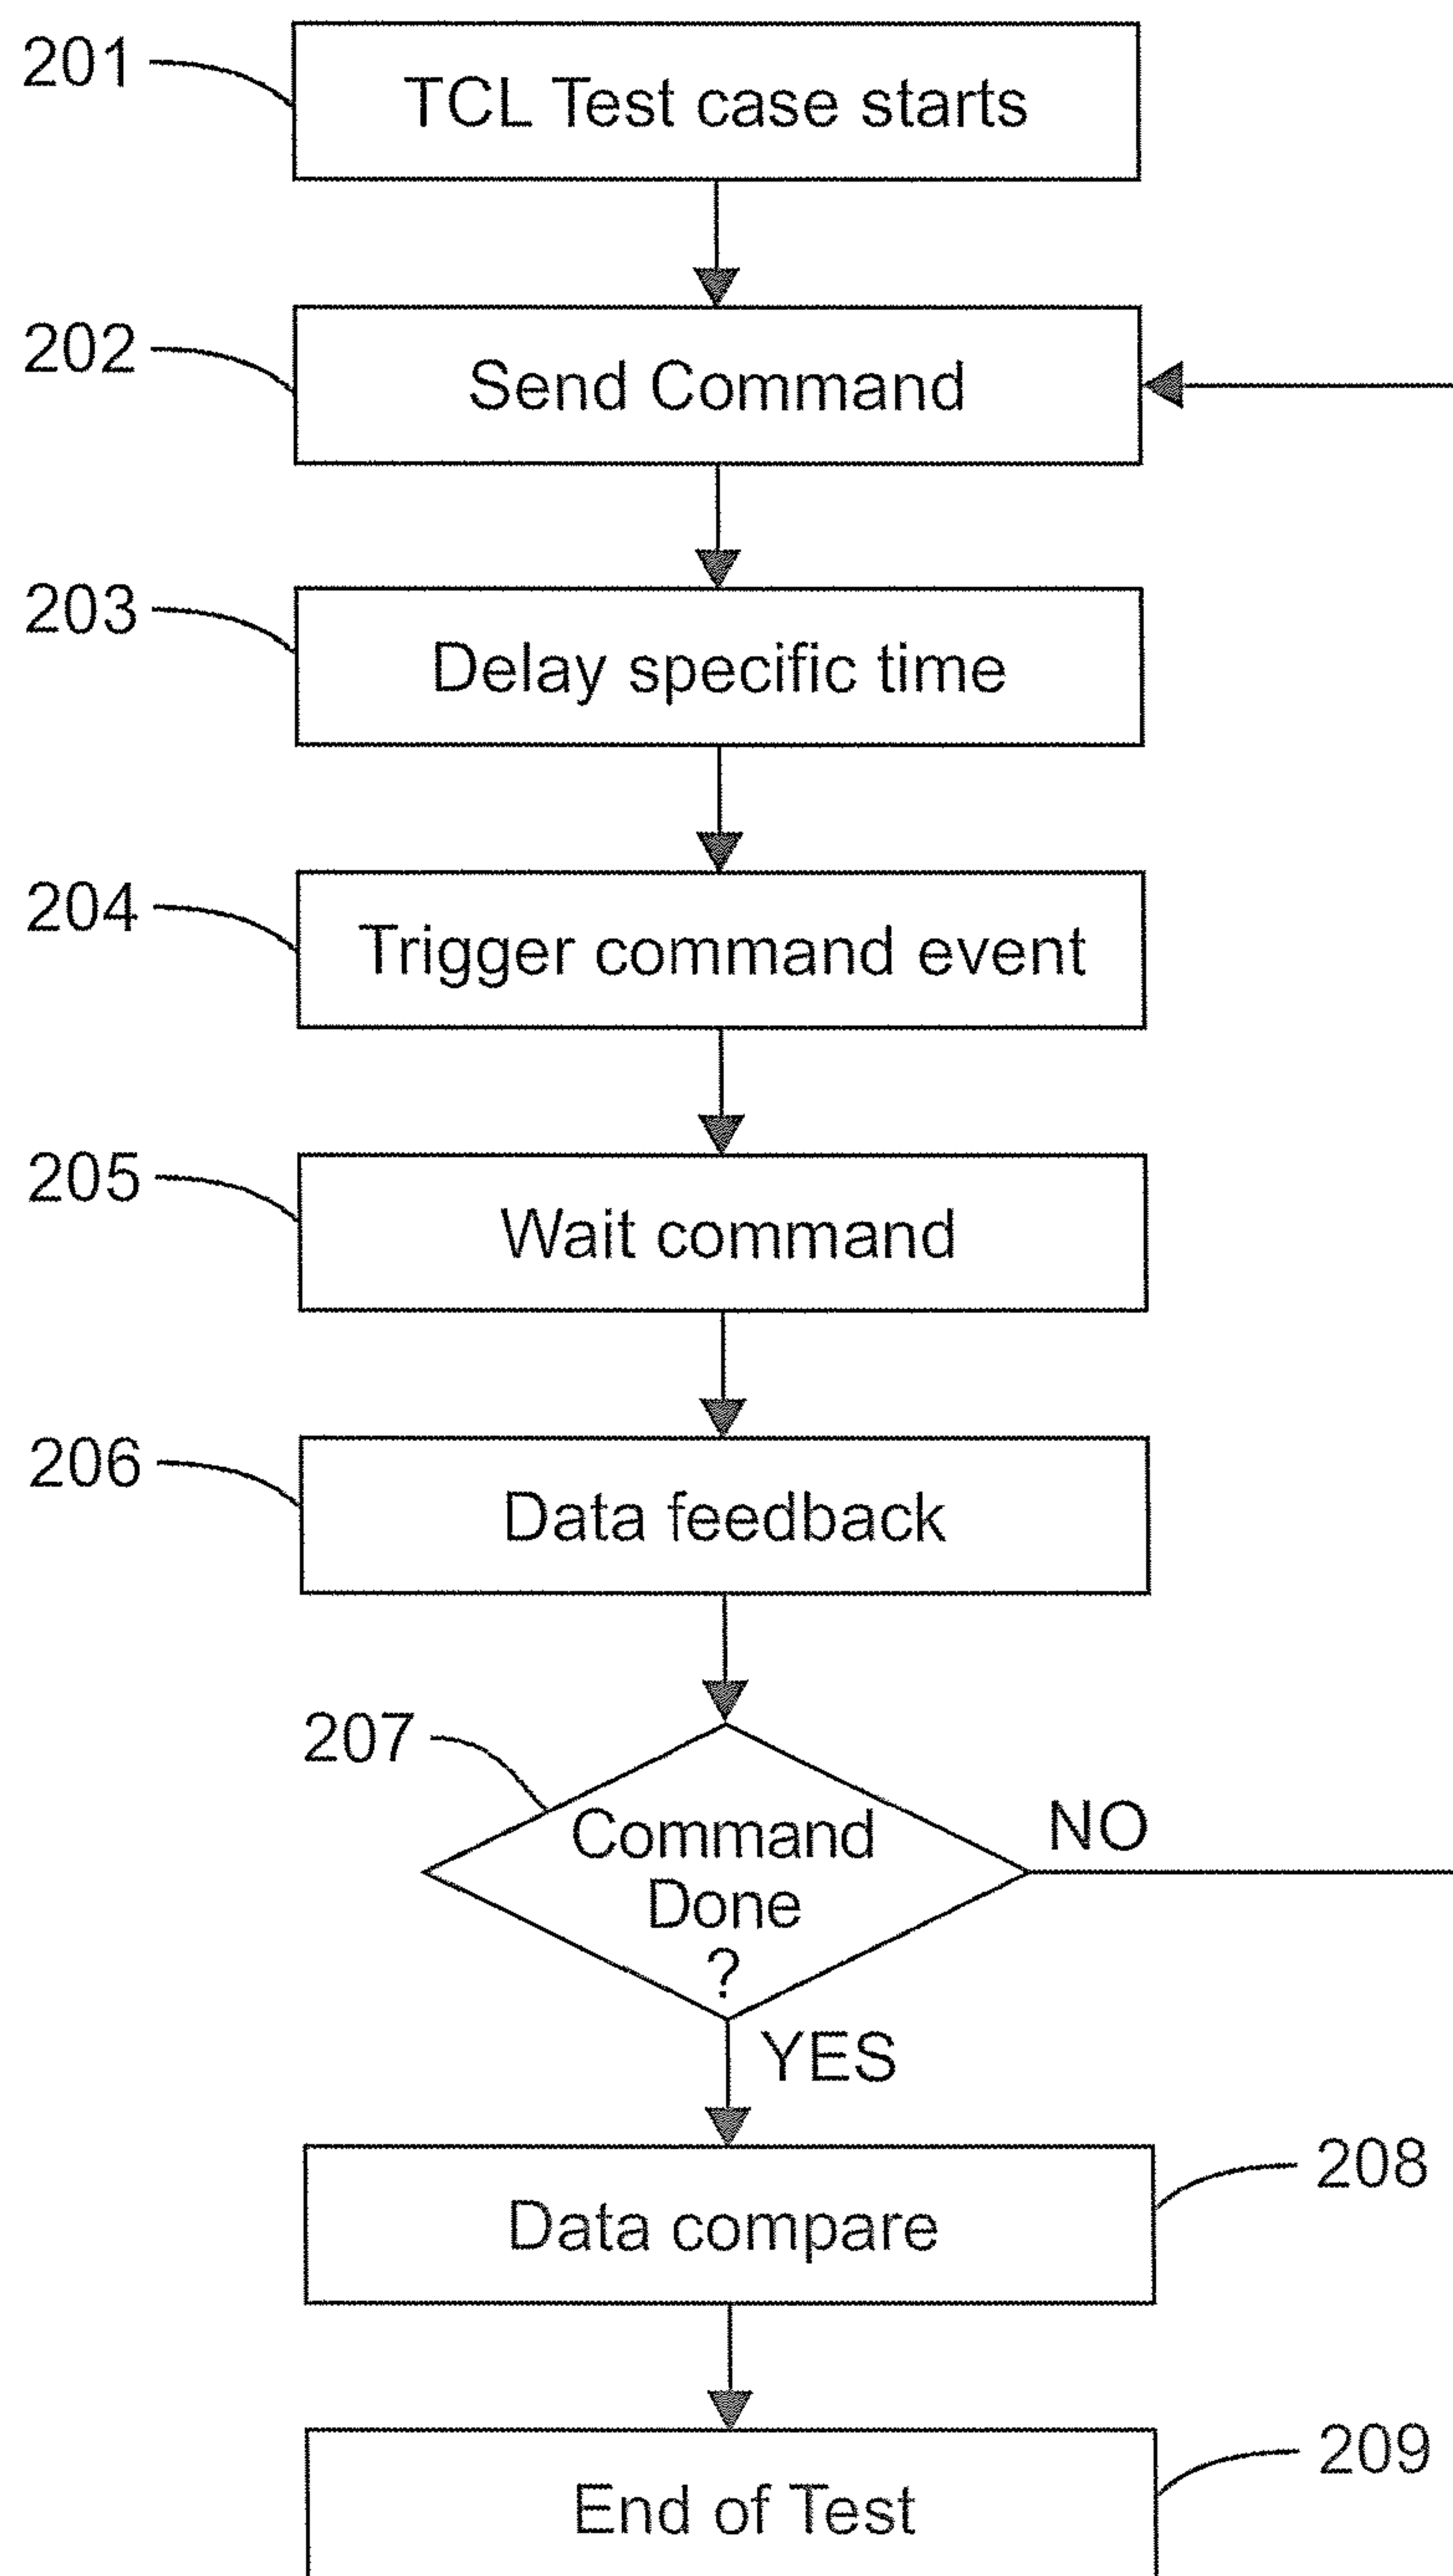 201
TCL Test case starts
202
Send Command
203
Delay specific time
204
Trigger command event
205
Wait command
206
Data feedback
207
Command
Done
?
NO
YES
Data compare
208
End of Test
209